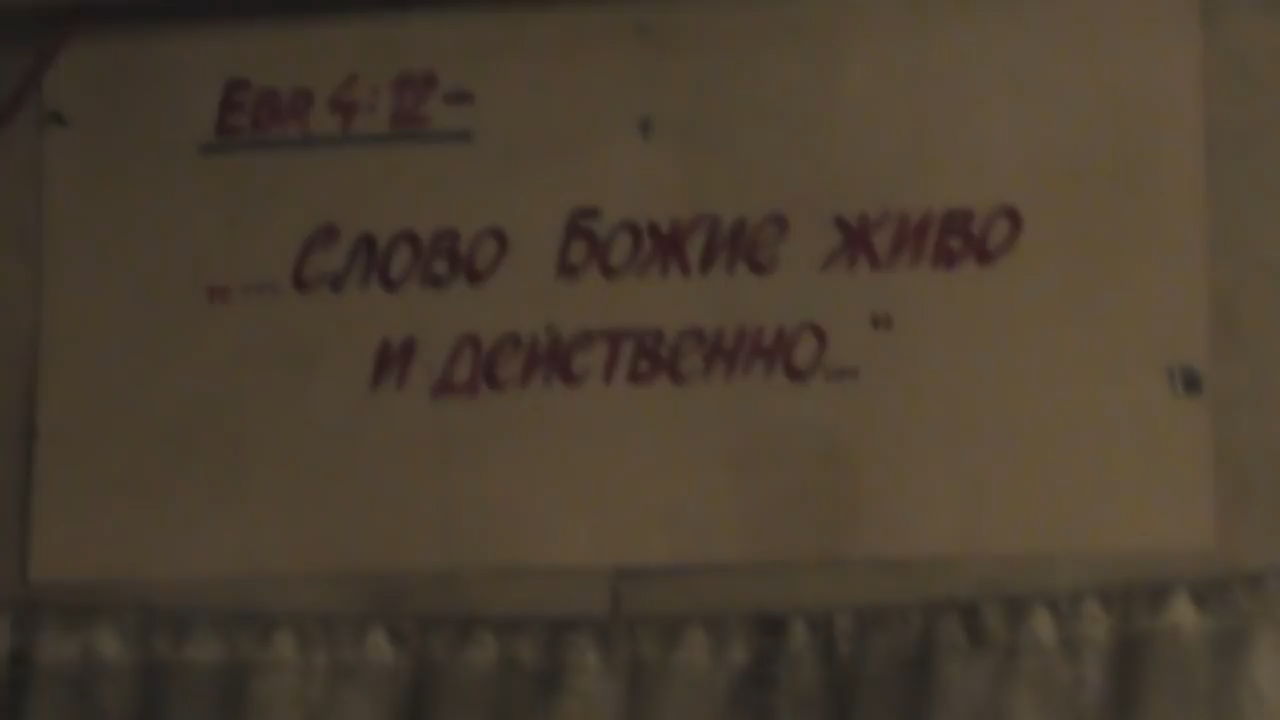 Евр 4:12-
„...Слово Божие живо
и действенно..."